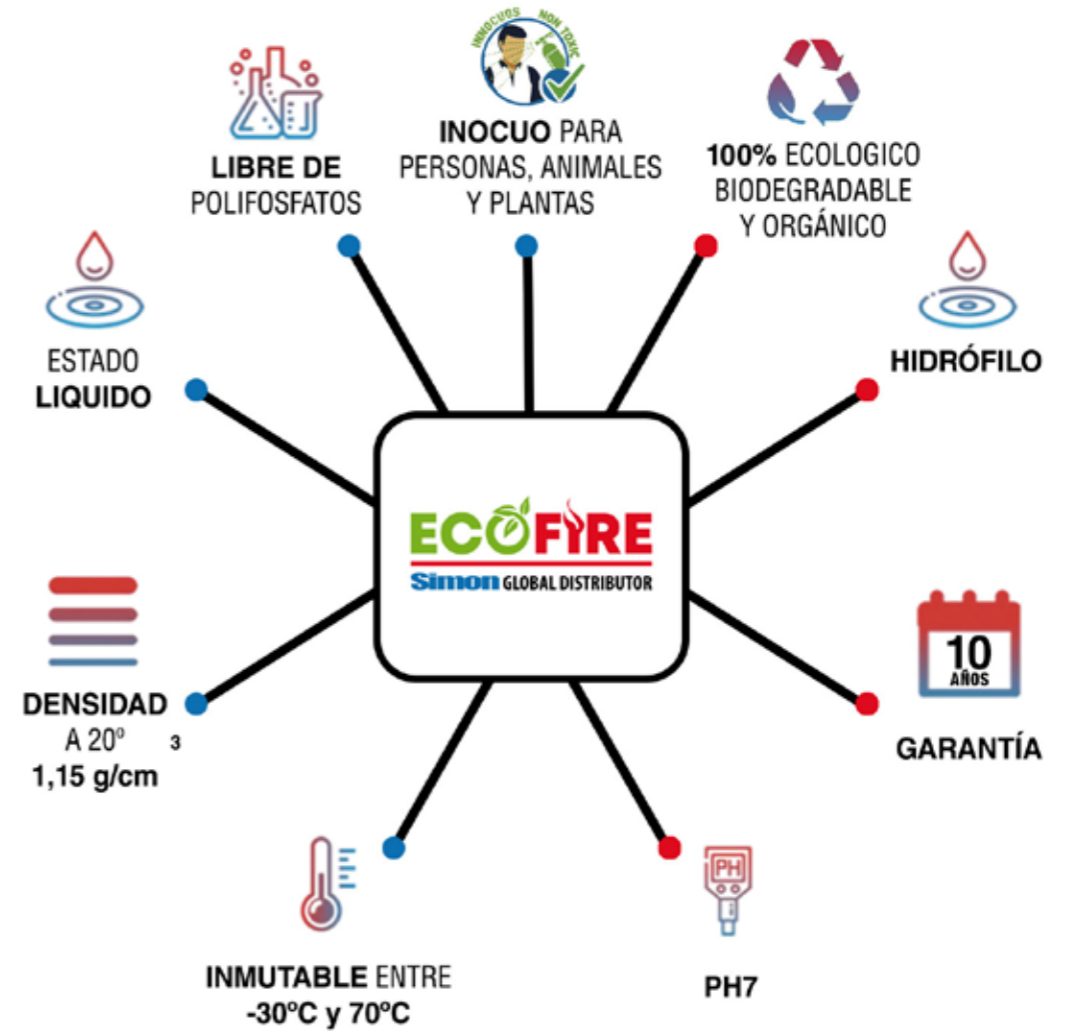 INNOCUOS NON TOXIC
LIBRE DE
POLIFOSFATOS
INOCUO PARA
PERSONAS, ANIMALES
Y PLANTAS
100% ECOLOGICO
BIODEGRADABLE
Y ORGÁNICO
ESTADO
LIQUIDO
HIDRÓFILO
ECOFIRE
Simon GLOBAL DISTRIBUTOR
DENSIDAD
A 20º
1,15 g/cm 3
10
AÑOS
GARANTÍA
INMUTABLE ENTRE
-30ºC y 70ºC
PH
PH7